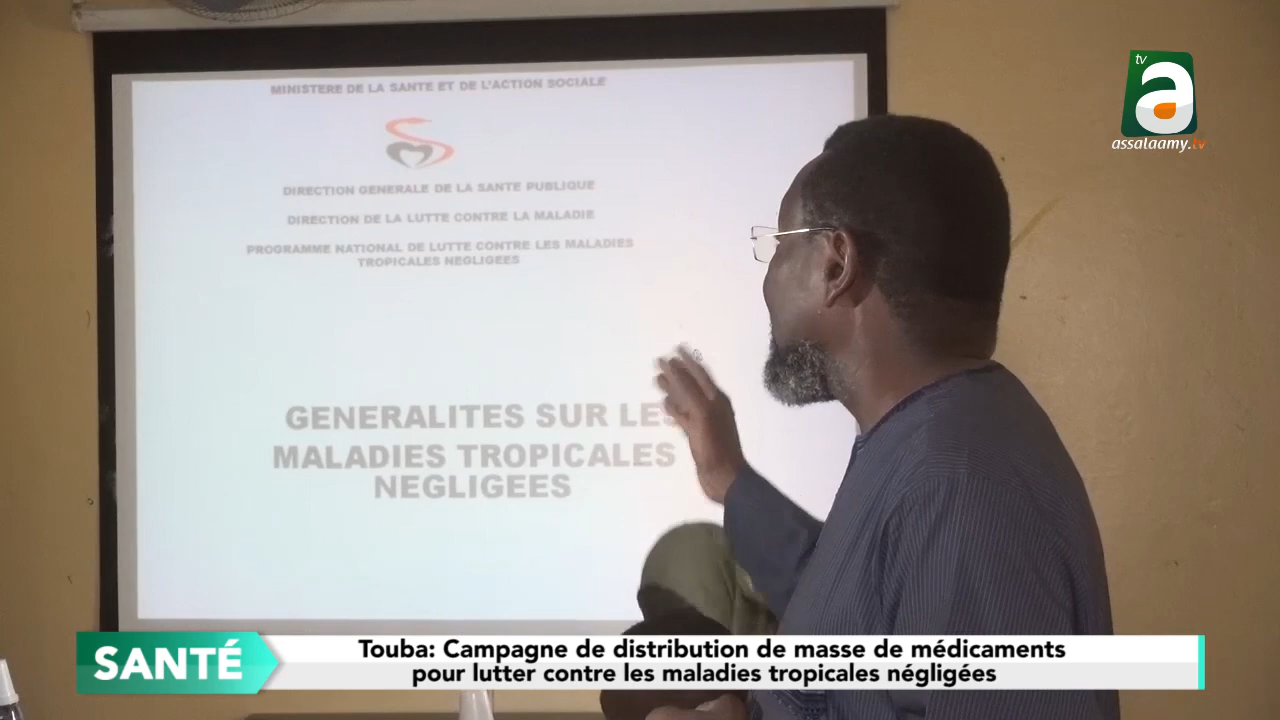 MINISTERE DE LA SANTE ET DE L'ACTION SOCIALE
DIRECTION GENERALE DE LA SANTE PUBLIQUE
DIRECTION DE LA LUTTE CONTRE LA MALADIE
PROGRAMME NATIONAL DE LUTTE CONTRE LES MALADIES
TROPICALES NEGLIGEES
GENERALITES SUR LES
MALADIES TROPICALES
NEGLIGEES
tv
a
assalaamy.tv
SANTÉ
Touba: Campagne de distribution de masse de médicaments
pour lutter contre les maladies tropicales négligées